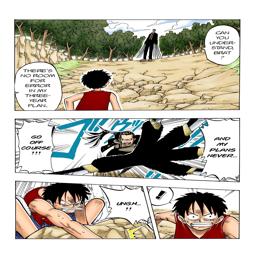 CAN
YOU
UNDER-
STAND,
BRAT
?
THERE'S
NO ROOM
FOR
ERROR
IN MY
THREE-
YEAR
PLAN.
AND
MY
PLANS
NEVER..
GO
OFF
COURSE
!!!
UNGH..
!!
!